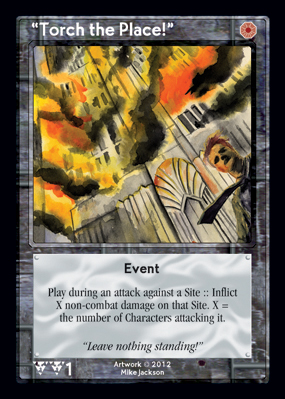 “Torch the Place!”
Event
Play during an attack against a Site :: Inflict
X non-combat damage on that Site. X =
the number of Characters attacking it.
“Leave nothing standing!”
1
Artwork © 2012
Mike Jackson